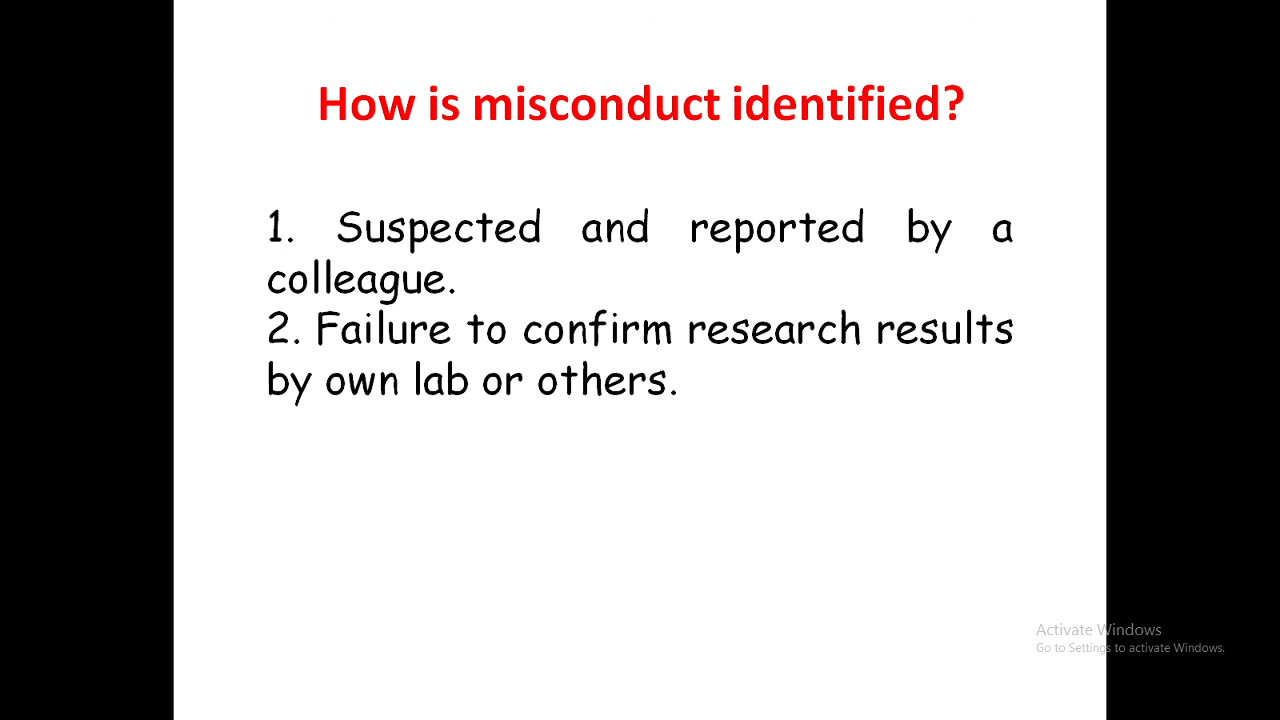 How is misconduct identified?
1. Suspected and reported by a
colleague.
2. Failure to confirm research results
by own lab or others.
Activate Windows
Go to Settings to activate Windows.